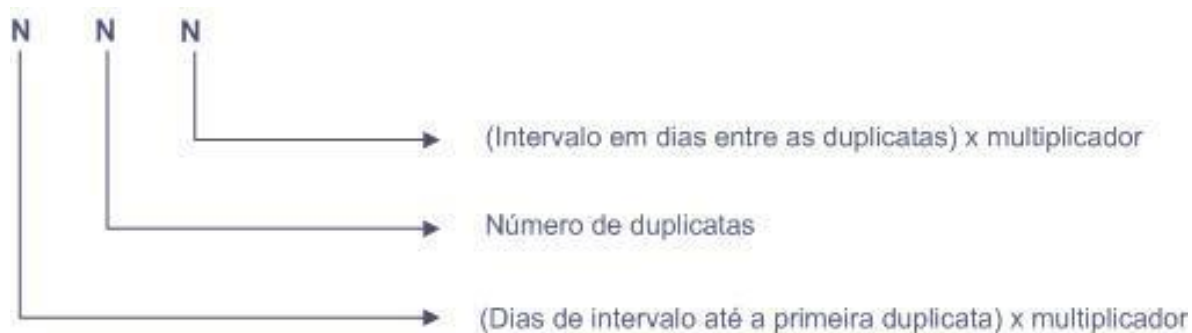 N N N
(Intervalo em dias entre as duplicatas) x multiplicador
Número de duplicatas
(Dias de intervalo até a primeira duplicata) x multiplicador